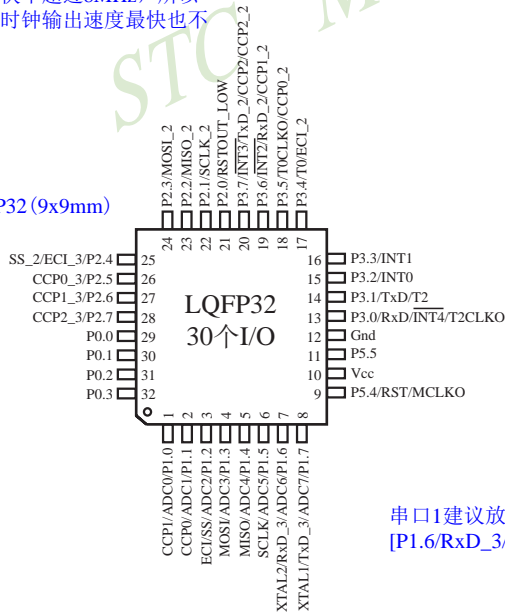 时钟输出速度最快也不
STC M
P32(9x9mm)
P2.3/MOSI_2
P2.2/MISO_2
P2.1/SCLK_2
P2.0/RSTOUT_LOW
P3.7/INT3/TxD_2/CCP2/CCP2_2
P3.6/INT2/RxD_2/CCP1_2
P3.5/T0CLKO/CCP0_2
P3.4/T0/ECI_2
24 23 22 21 20 19 18 17
SS_2/ECI_3/P2.4 25
CCP0_3/P2.5 26
CCP1_3/P2.6 27
CCP2_3/P2.7 28
P0.0 29
P0.1 30
P0.2 31
P0.3 32
LQFP32
30个I/O
16 P3.3/INT1
15 P3.2/INT0
14 P3.1/TxD/T2
13 P3.0/RxD/INT4/T2CLKO
12 Gnd
11 P5.5
10 Vcc
9 P5.4/RST/MCLKO
1 2 3 4 5 6 7 8
CCP1/ADC0/P1.0
CCP0/ADC1/P1.1
ECI/SS/ADC2/P1.2
MOSI/ADC3/P1.3
MISO/ADC4/P1.4
SCLK/ADC5/P1.5
XTAL2/RxD_3/ADC6/P1.6
XTAL1/TxD_3/ADC7/P1.7
串口1建议放
[P1.6/RxD_3/